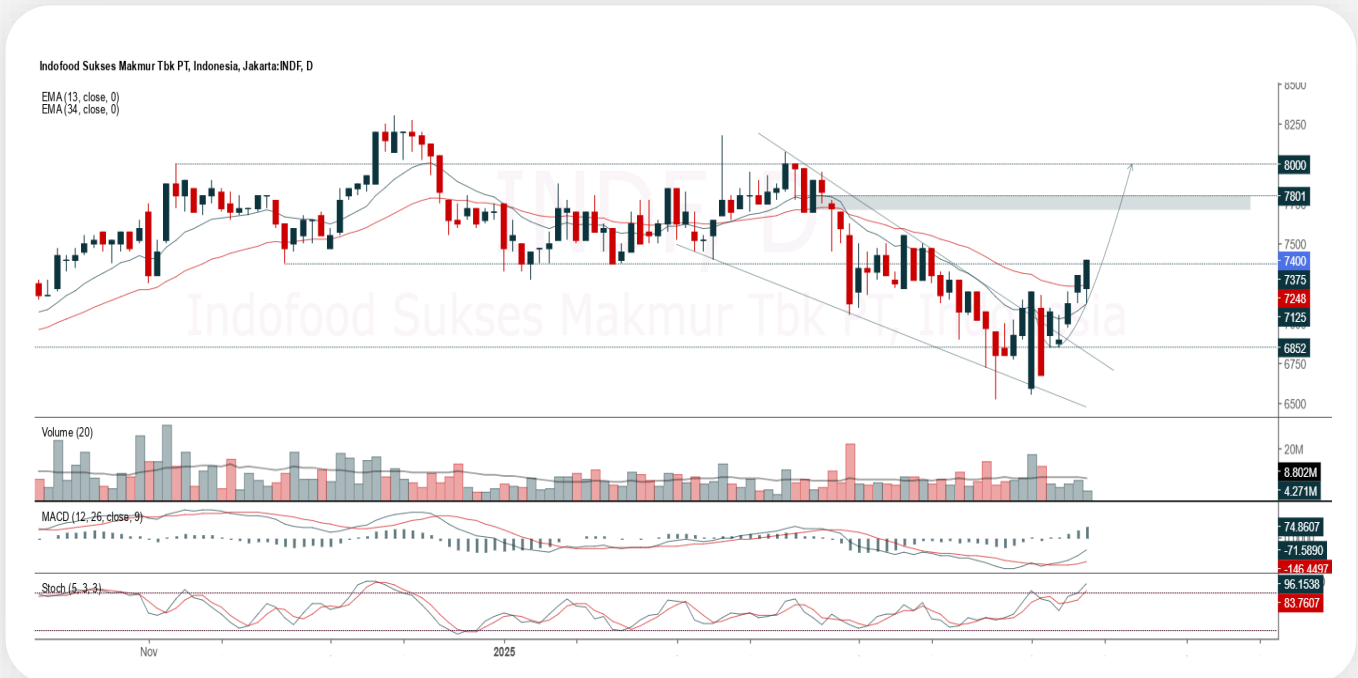 Indofood Sukses Makmur Tbk PT, Indonesia, Jakarta:INDF, D
EMA (13, close, 0)
EMA (34, close, 0)
INDF, D
Indofood Sukses Makmur Tbk PT, Indonesia
8500
8250
8000
7801
7500
7400
7375
7248
7125
6852
6750
6500
Volume (20)
20M
8.802M
4.271M
MACD (12, 26, close, 9)
74.8607
-71.5890
-146.4497
Stoch (5, 3, 3)
96.1538
83.7607
Nov
2025